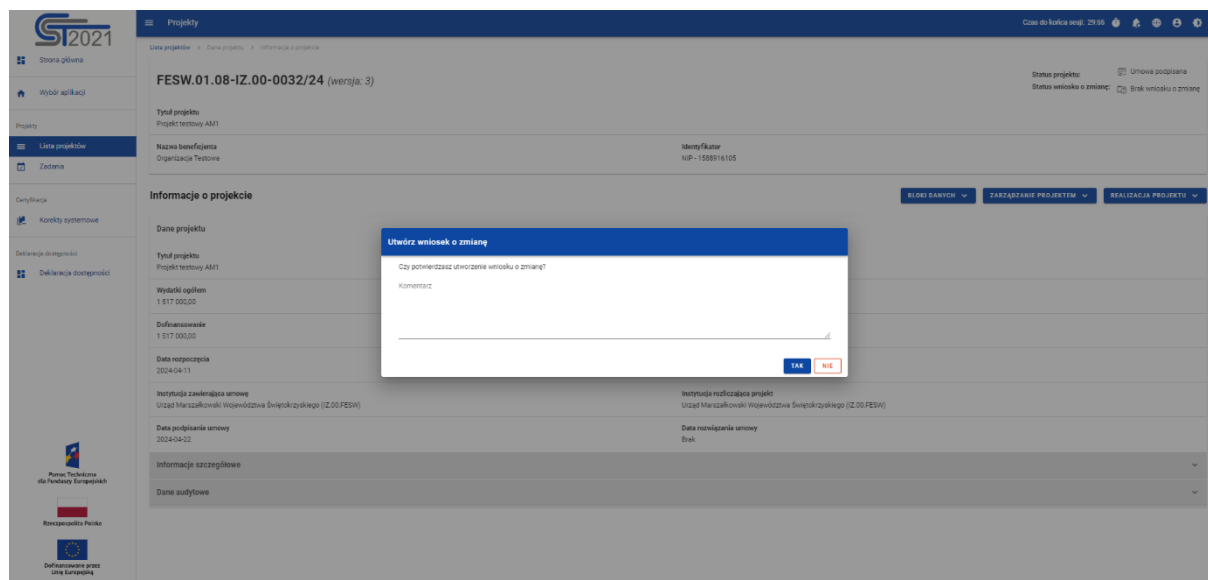 ST2021
Strona główna
Wybór aplikacji
Projekty
Lista projektów
Zadania
Certyfikacja
Korekty systemowe
Deklaracja dostępności
Deklaracja dostępności
Pomoc Techniczna
dla Funduszy Europejskich
Rzeczpospolita Polska
Dofinansowane przez
Unię Europejską
Projekty
Czas do końca sesji: 29:56
Lista projektów > Dane projektu > Informacje o projekcie
FESW.01.08-IZ.00-0032/24 (wersja: 3)
Status projektu: Umowa podpisana
Status wniosku o zmianę: Brak wniosku o zmianę
Tytuł projektu
Projekt testowy AM1
Nazwa beneficjenta Identyfikator
Organizacja Testowa NIP - 1588916105
Informacje o projekcie BLOKI DANYCH ZARZĄDZANIE PROJEKTEM REALIZACJA PROJEKTU
Dane projektu
Tytuł projektu
Projekt testowy AM1
Wydatki ogółem
1 517 000,00
Dofinansowanie
1 517 000,00
Data rozpoczęcia
2024-04-11
Utwórz wniosek o zmianę
Czy potwierdzasz utworzenie wniosku o zmianę?
Komentarz
TAK NIE
Instytucja zawierająca umowę Instytucja rozliczająca projekt
Urząd Marszałkowski Województwa Świętokrzyskiego (IZ.00.FESW) Urząd Marszałkowski Województwa Świętokrzyskiego (IZ.00.FESW)
Data podpisania umowy Data rozwiązania umowy
2024-04-22 Brak
Informacje szczegółowe
Dane audytowe